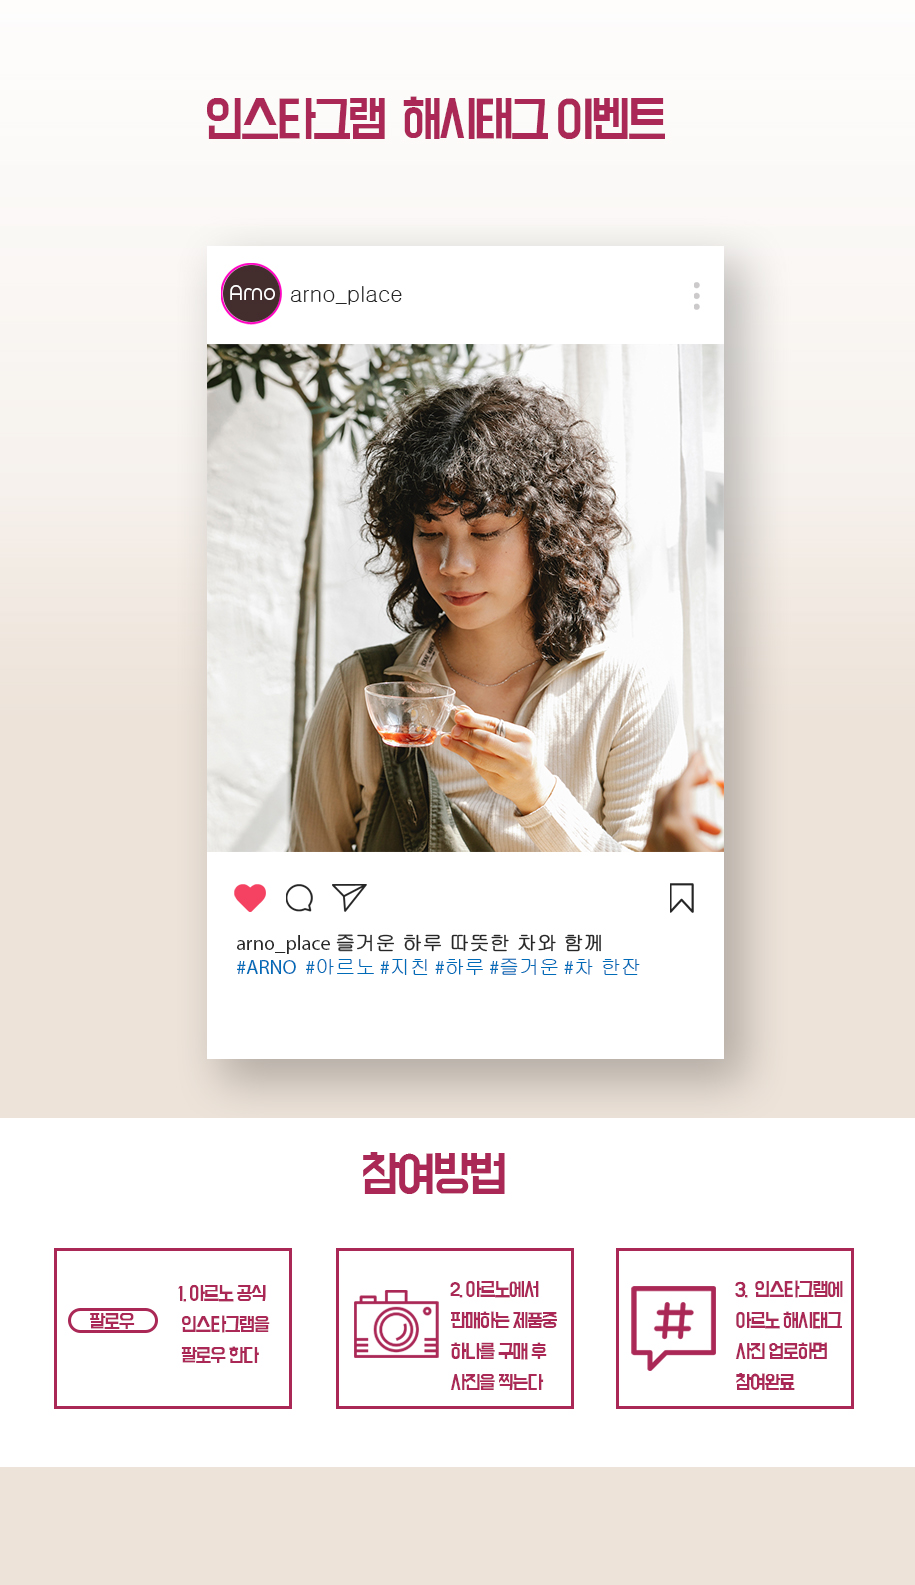 인스타그램 해시태그 이벤트
Arno
arno_place
arno_place 즐거운 하루 따뜻한 차와 함께
#ARNO #아르노 #지친 #하루 #즐거운 #차 한잔
참여방법
팔로우
1. 아르노 공식
인스타그램을
팔로우 한다
2. 아르노에서
판매하는 제품중
하나를 구매 후
사진을 찍는다
#
3. 인스타그램에
아르노 해시태그
사진 업로하면
참여완료